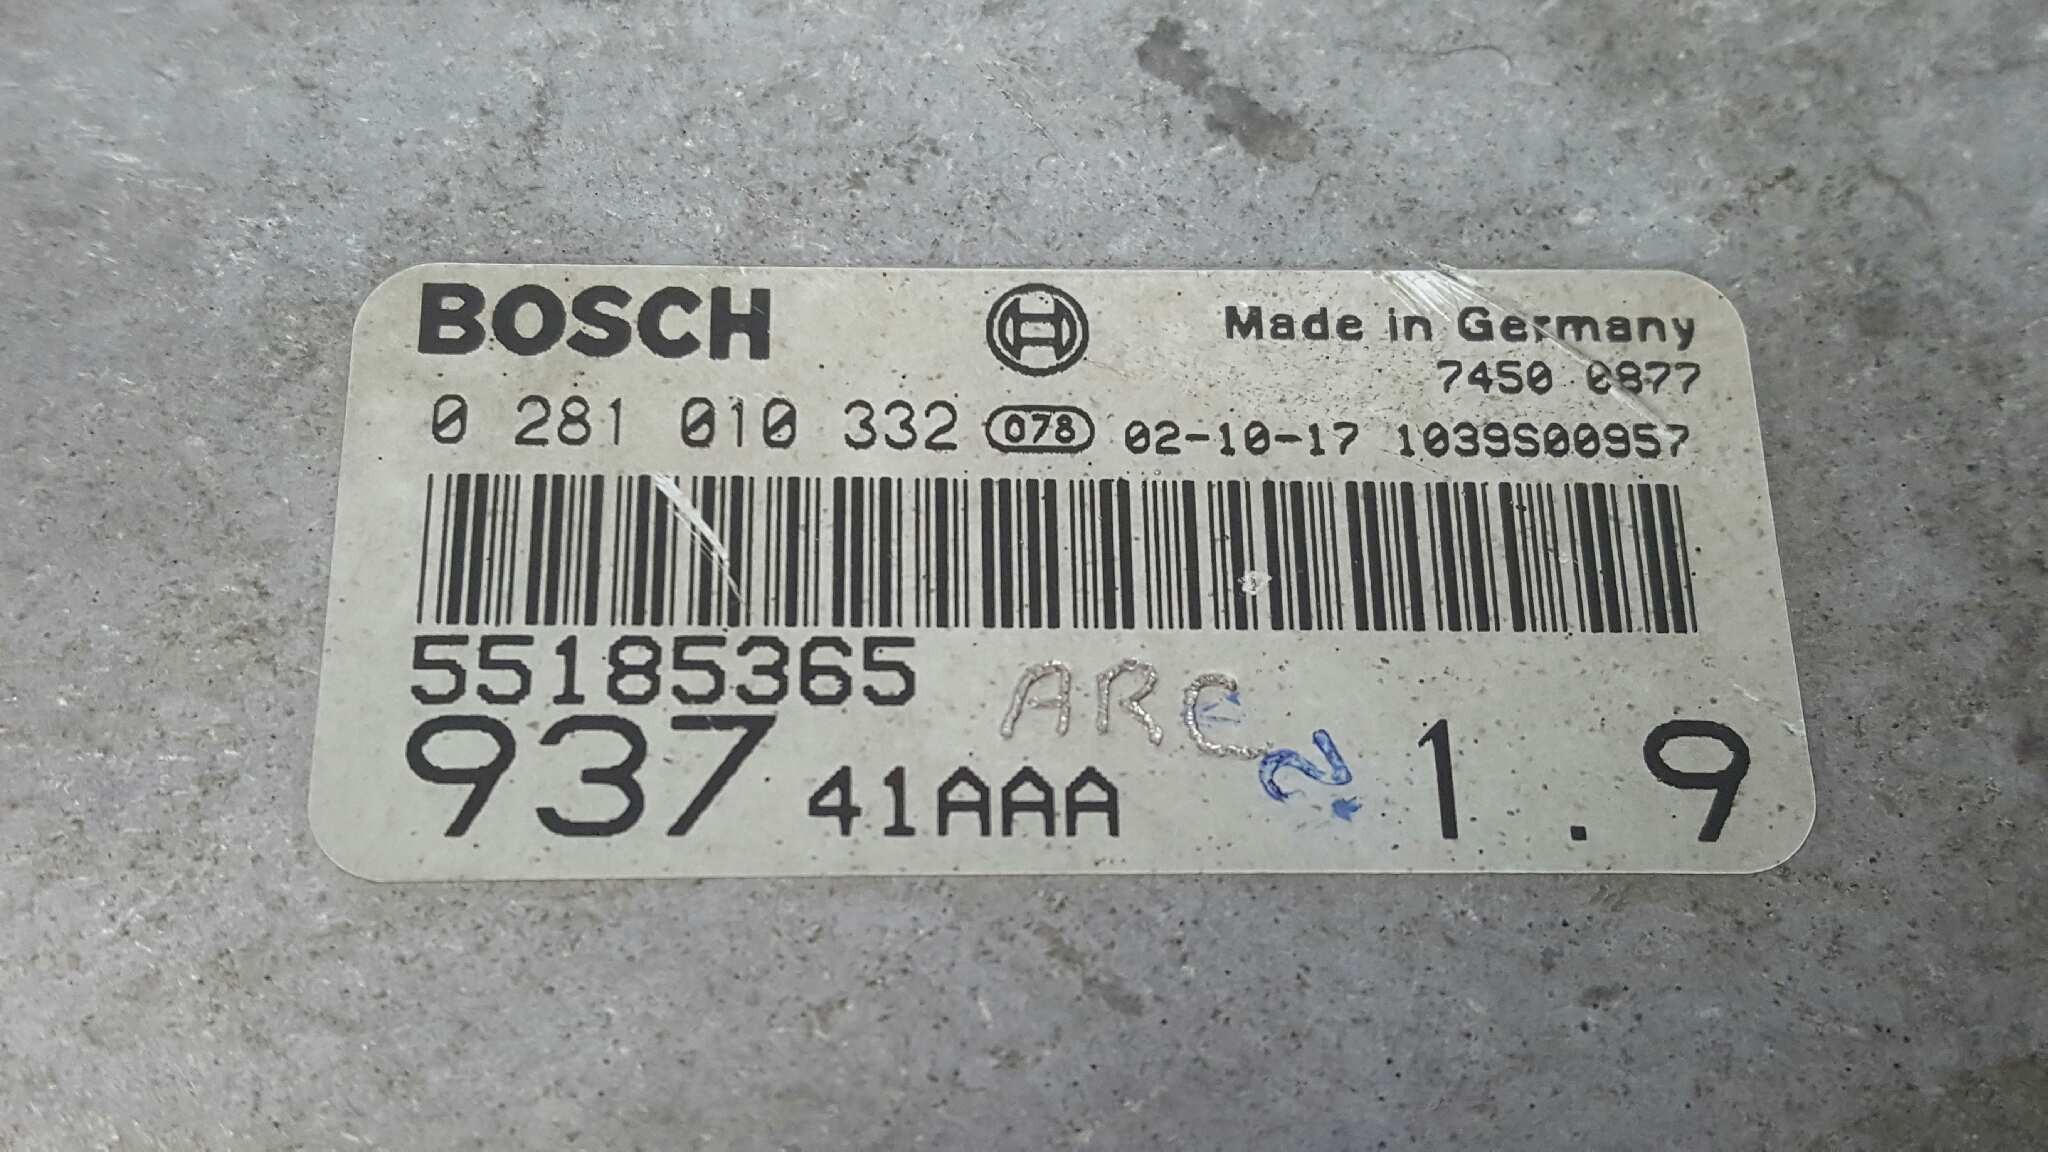 BOSCH Made in Germany
7450 0877
0 281 010 332 078 02-10-17 1039S00957
55185365
ARC
937 41AAA 1.9